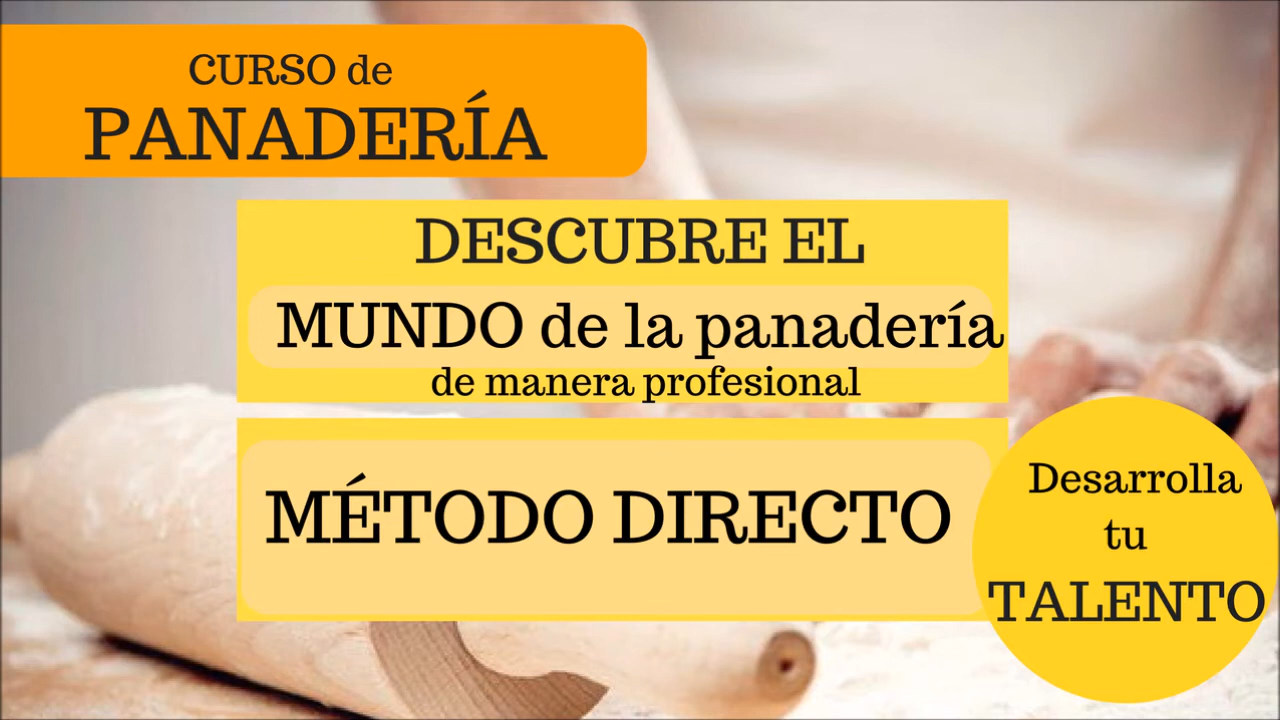 CURSO de
PANADERÍA
DESCUBRE EL
MUNDO de la panadería
de manera profesional
MÉTODO DIRECTO
Desarrolla
tu
TALENTO